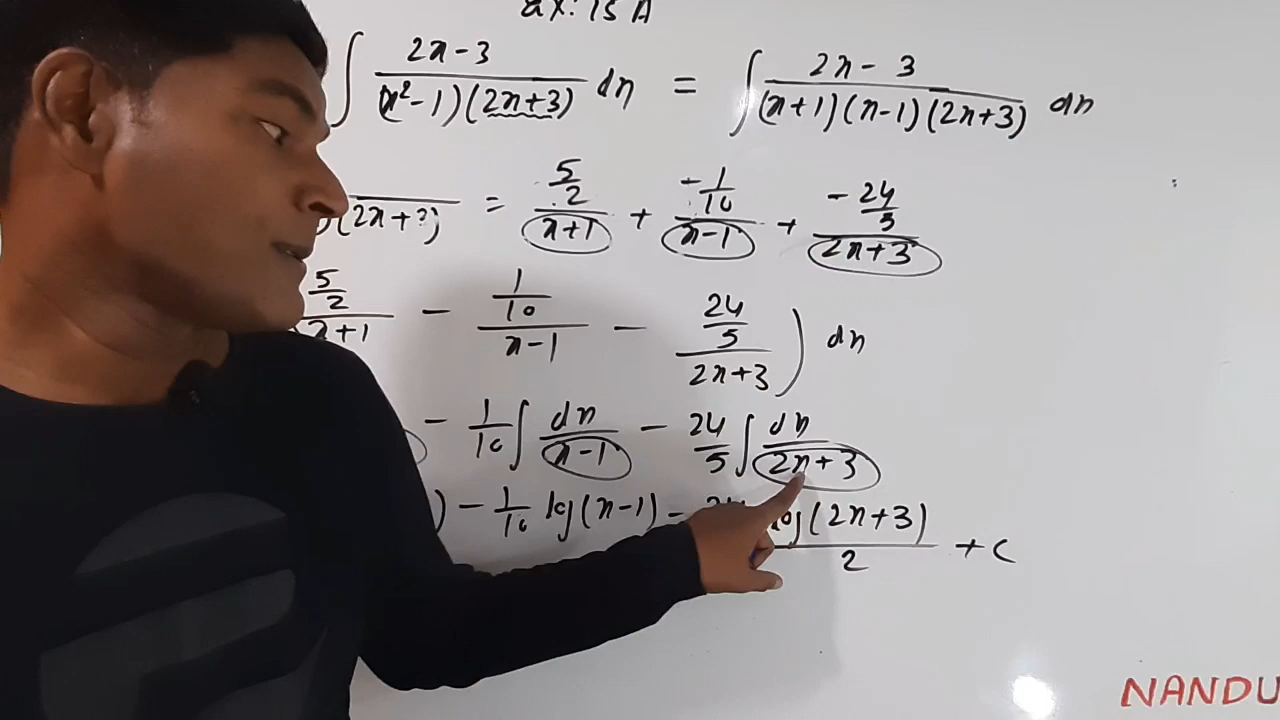 ax: 15 A
∫ 2x-3 / (x²-1)(2x+3) dx = ∫ 2x-3 / (x+1)(x-1)(2x+3) dx
(2x+3) = 5/2 / x+1 + -1/10 / x-1 + -24/5 / 2x+3
5/2 / x+1 - 1/10 / x-1 - 24/5 / 2x+3 ) dx
- 1/10 ∫ dx / x-1 - 24/5 ∫ dx / 2x+3
) - 1/10 log(x-1) - log(2x+3) / 2 + c
NANDU